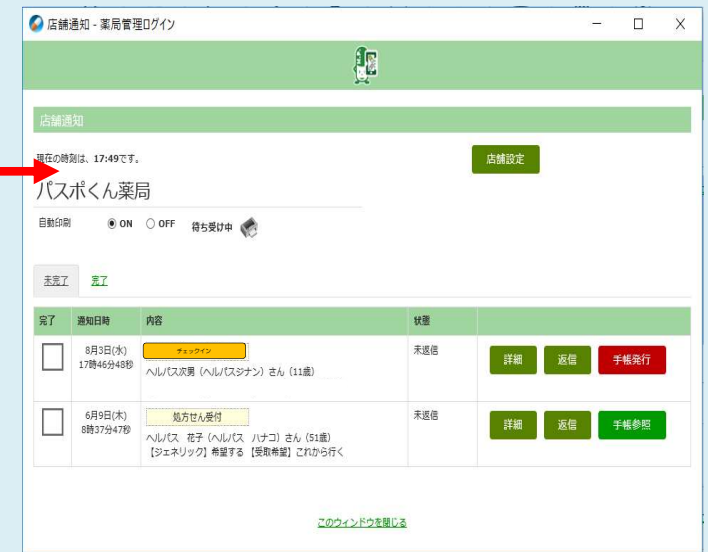 店舗通知 - 薬局管理ログイン
店舗通知
現在の時刻は、17:49です。
店舗設定
パスポくん薬局
自動印刷 ON OFF 待ち受け中
未完了 完了
完了 通知日時 内容 状態
8月3日(水)
17時46分48秒
チェックイン
ヘルパス次男（ヘルパスジナン）さん（11歳）
未返信
詳細 返信 手帳発行
6月9日(木)
8時37分47秒
処方せん受付
ヘルパス 花子（ヘルパス ハナコ）さん（51歳）
【ジェネリック】希望する 【受取希望】これから行く
未返信
詳細 返信 手帳参照
このウィンドウを閉じる